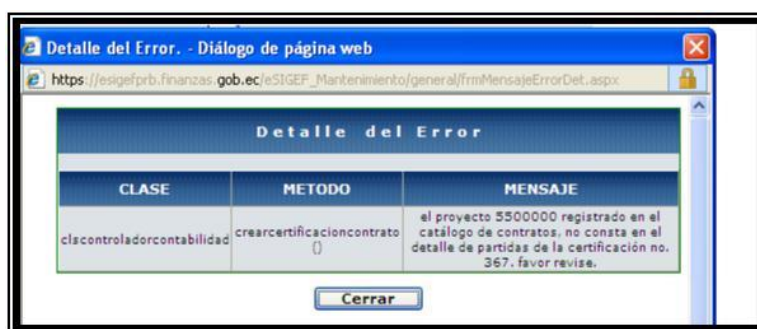 Detalle del Error. - Diálogo de página web
https://esigefprb.finanzas.gob.ec/eSIGEF_Mantenimiento/general/frmMensajeErrorDet.aspx
Detalle del Error
CLASE METODO MENSAJE
clscontroladorcontabilidad crearcertificacioncontrato
()
el proyecto 5500000 registrado en el
catálogo de contratos, no consta en el
detalle de partidas de la certificación no.
367. favor revise.
Cerrar